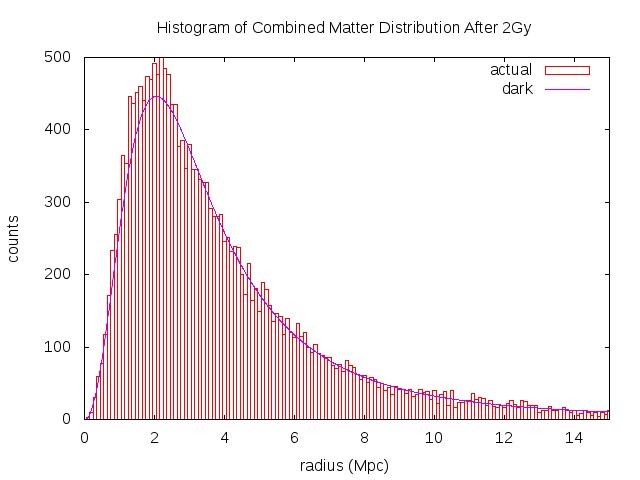 Histogram of Combined Matter Distribution After 2Gy
500
actual
dark
400
300
counts
200
100
0
0 2 4 6 8 10 12 14
radius (Mpc)